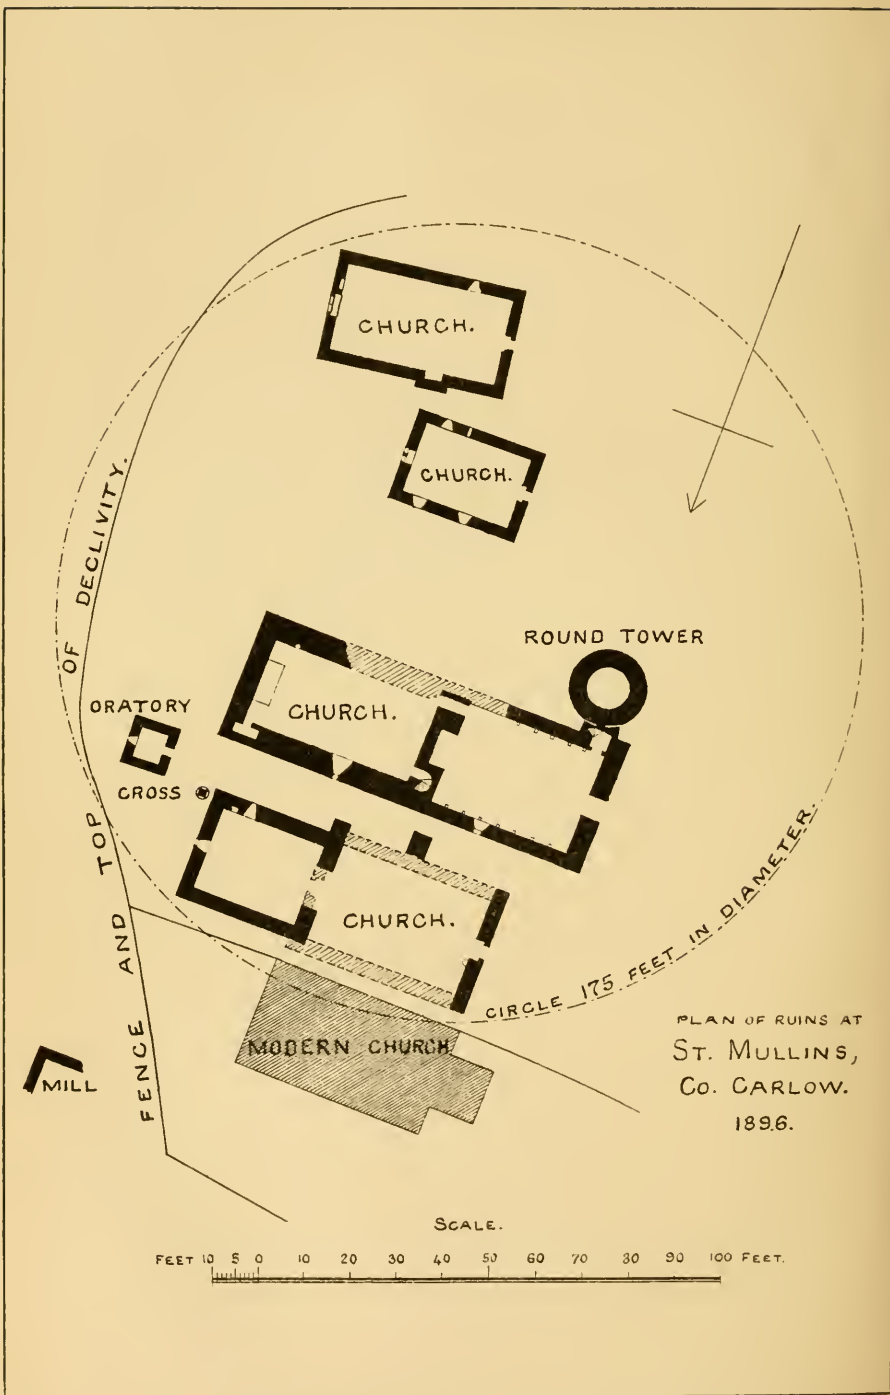 CHURCH.
CHURCH.
ROUND TOWER
ORATORY
CHURCH.
CROSS
CHURCH.
FENCE AND TOP OF DECLIVITY.
CIRCLE 175 FEET IN DIAMETER.
MODERN CHURCH
MILL
PLAN OF RUINS AT
ST. MULLINS,
CO. CARLOW.
1896.
SCALE.
FEET 10 5 0 10 20 30 40 50 60 70 80 90 100 FEET.